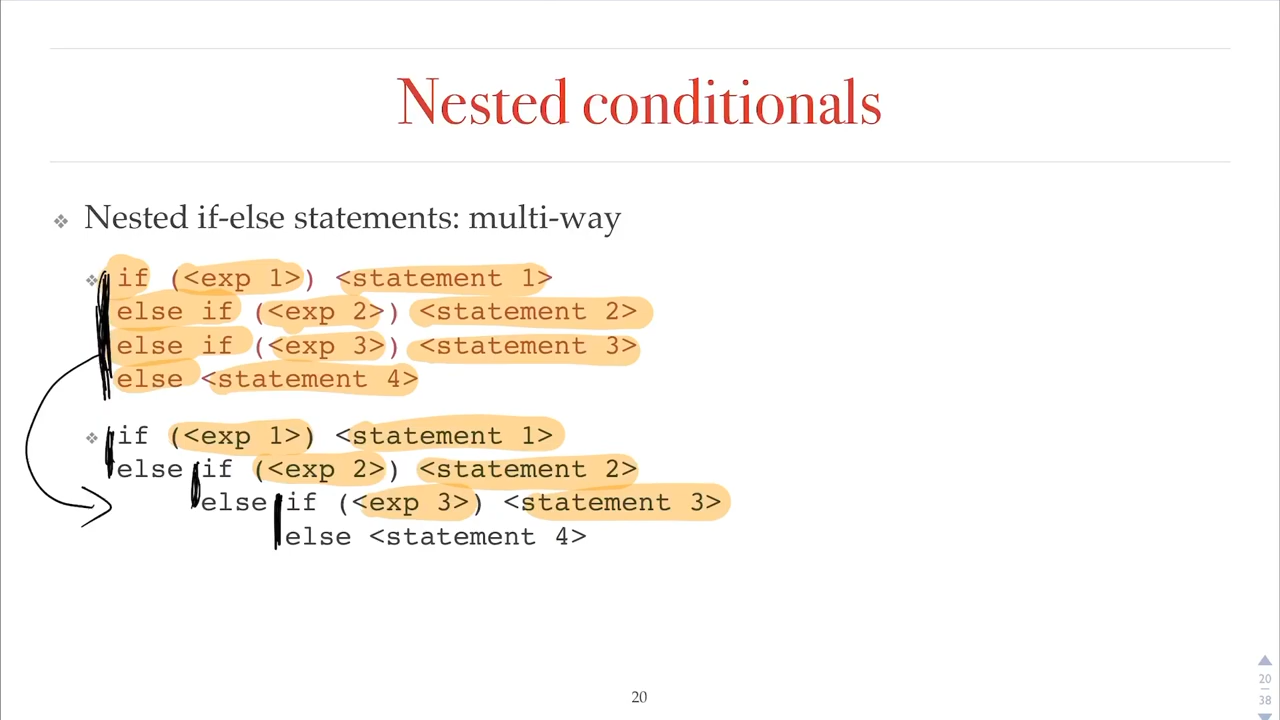 Nested conditionals
❖ Nested if-else statements: multi-way
❖ if (<exp 1>) <statement 1>
else if (<exp 2>) <statement 2>
else if (<exp 3>) <statement 3>
else <statement 4>
❖ if (<exp 1>) <statement 1>
else if (<exp 2>) <statement 2>
else if (<exp 3>) <statement 3>
else <statement 4>
20
20
38